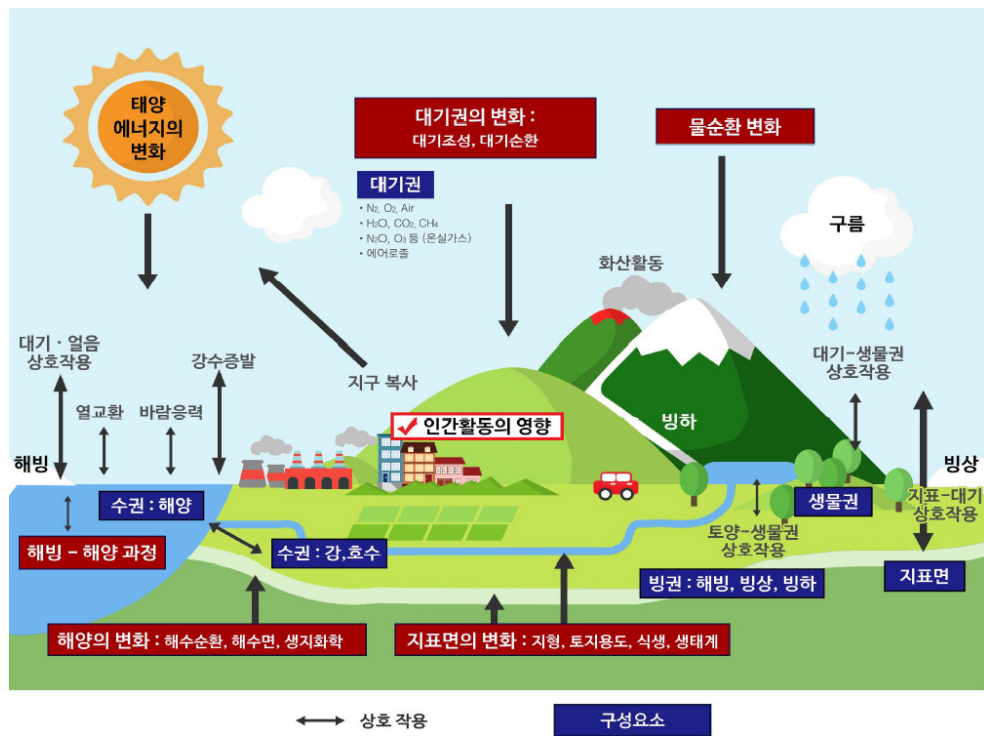 태양
에너지의
변화
대기권의 변화 :
대기조성, 대기순환
물순환 변화
대기권
• N₂, O₂, Air
• H₂O, CO₂, CH₄
• N₂O, O₃ 등 (온실가스)
• 에어로졸
구름
화산활동
대기 · 얼음
상호작용
강수증발
지구 복사
대기-생물권
상호작용
열교환
바람응력
인간활동의 영향
빙하
해빙
빙상
수권 : 해양
생물권
지표-대기
상호작용
해빙 – 해양 과정
수권 : 강,호수
토양-생물권
상호작용
빙권 : 해빙, 빙상, 빙하
지표면
해양의 변화 : 해수순환, 해수면, 생지화학
지표면의 변화 : 지형, 토지용도, 식생, 생태계
상호 작용
구성요소